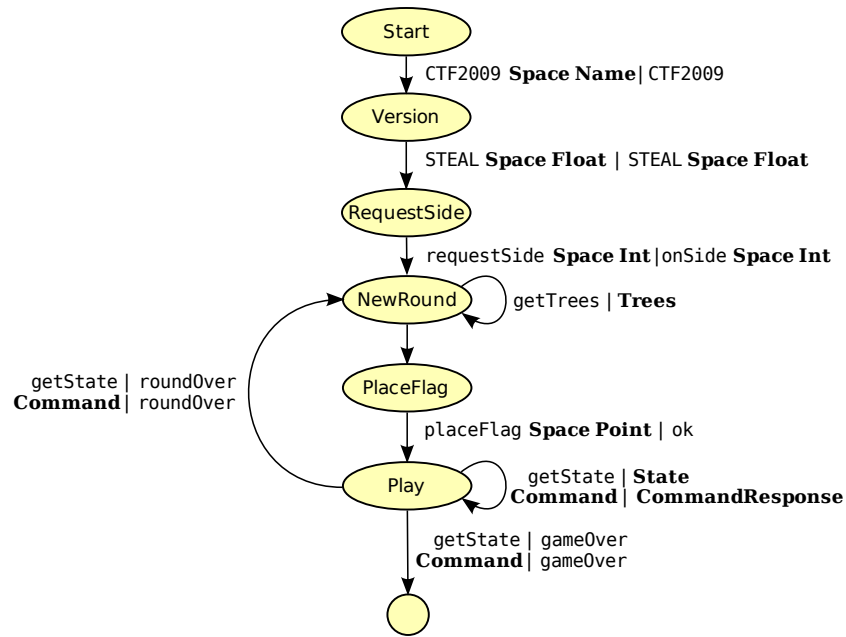 Start
CTF2009 Space Name| CTF2009
Version
STEAL Space Float | STEAL Space Float
RequestSide
requestSide Space Int|onSide Space Int
NewRound
getTrees | Trees
getState | roundOver
Command| roundOver
PlaceFlag
placeFlag Space Point | ok
Play
getState | State
Command| CommandResponse
getState | gameOver
Command| gameOver